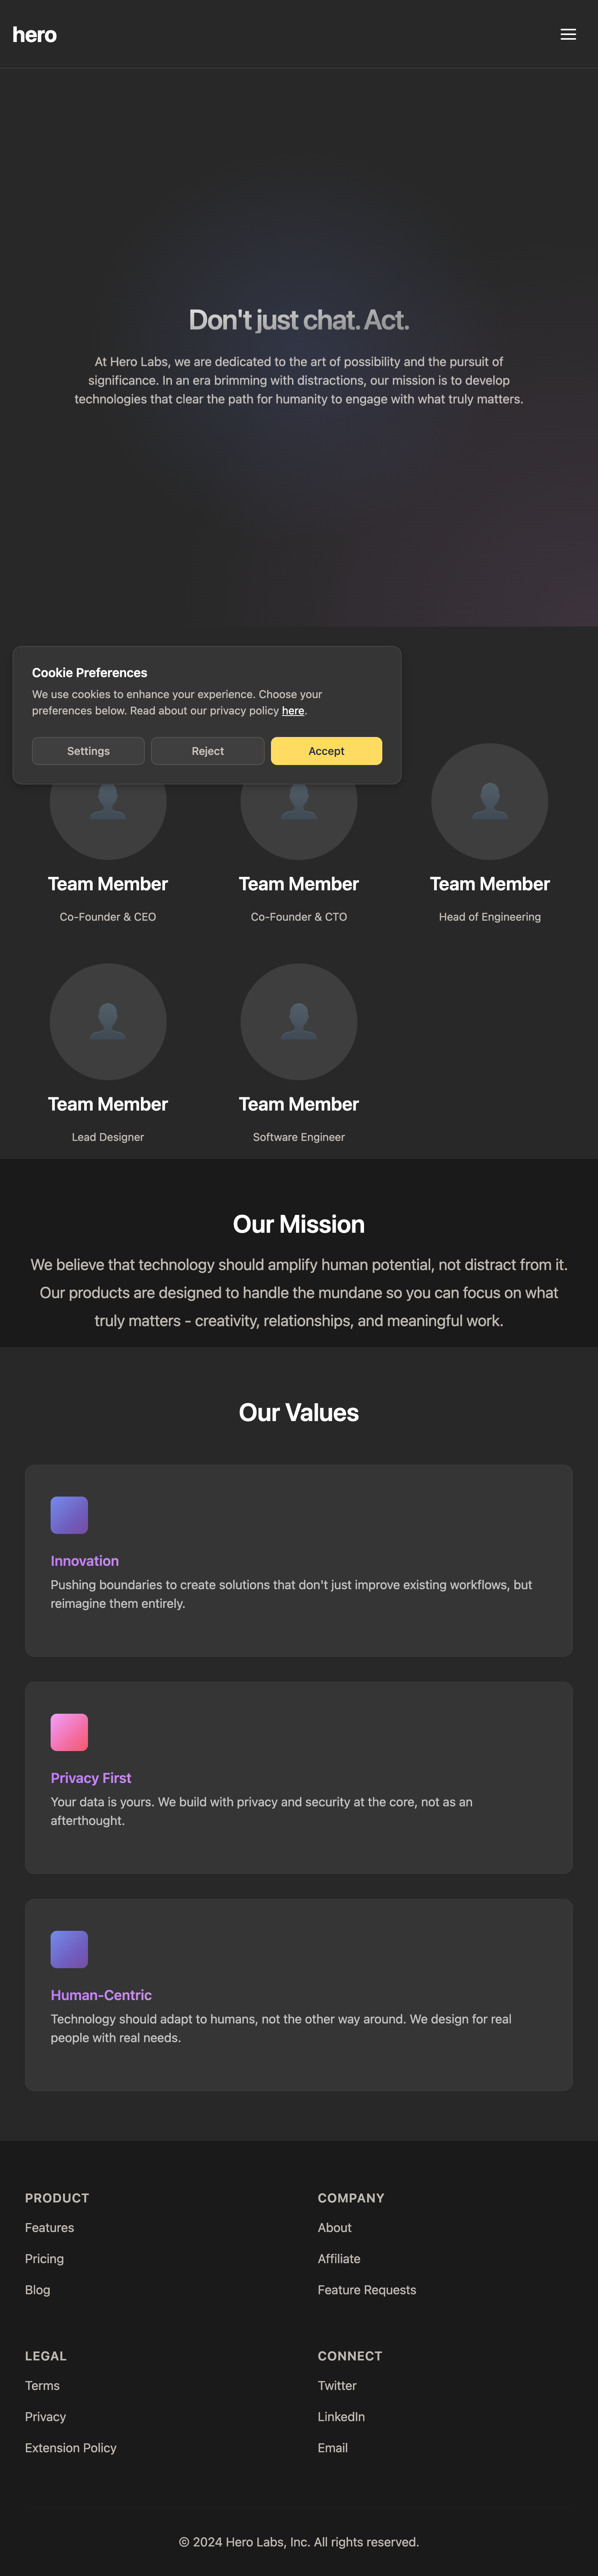 hero
Don't just chat. Act.
At Hero Labs, we are dedicated to the art of possibility and the pursuit of
significance. In an era brimming with distractions, our mission is to develop
technologies that clear the path for humanity to engage with what truly matters.
Cookie Preferences
We use cookies to enhance your experience. Choose your
preferences below. Read about our privacy policy here.
Settings
Reject
Accept
Team Member
Co-Founder & CEO
Team Member
Co-Founder & CTO
Team Member
Head of Engineering
Team Member
Lead Designer
Team Member
Software Engineer
Our Mission
We believe that technology should amplify human potential, not distract from it.
Our products are designed to handle the mundane so you can focus on what
truly matters - creativity, relationships, and meaningful work.
Our Values
Innovation
Pushing boundaries to create solutions that don't just improve existing workflows, but
reimagine them entirely.
Privacy First
Your data is yours. We build with privacy and security at the core, not as an
afterthought.
Human-Centric
Technology should adapt to humans, not the other way around. We design for real
people with real needs.
PRODUCT
Features
Pricing
Blog
COMPANY
About
Affiliate
Feature Requests
LEGAL
Terms
Privacy
Extension Policy
CONNECT
Twitter
LinkedIn
Email
© 2024 Hero Labs, Inc. All rights reserved.